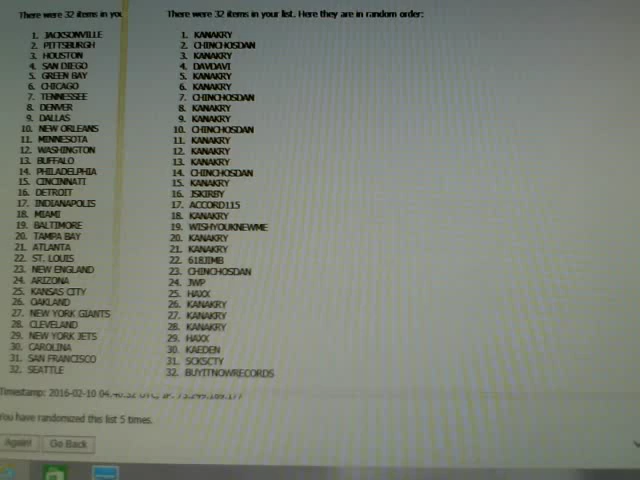 There were 32 items in you
1. JACKSONVILLE
2. PITTSBURGH
3. HOUSTON
4. SAN DIEGO
5. GREEN BAY
6. CHICAGO
7. TENNESSEE
8. DENVER
9. DALLAS
10. NEW ORLEANS
11. MINNESOTA
12. WASHINGTON
13. BUFFALO
14. PHILADELPHIA
15. CINCINNATI
16. DETROIT
17. INDIANAPOLIS
18. MIAMI
19. BALTIMORE
20. TAMPA BAY
21. ATLANTA
22. ST. LOUIS
23. NEW ENGLAND
24. ARIZONA
25. KANSAS CITY
26. OAKLAND
27. NEW YORK GIANTS
28. CLEVELAND
29. NEW YORK JETS
30. CAROLINA
31. SAN FRANCISCO
32. SEATTLE
There were 32 items in your list. Here they are in random order:
1. KANAKRY
2. CHINCHOSDAN
3. KANAKRY
4. DAVDAVI
5. KANAKRY
6. KANAKRY
7. CHINCHOSDAN
8. KANAKRY
9. KANAKRY
10. CHINCHOSDAN
11. KANAKRY
12. KANAKRY
13. KANAKRY
14. CHINCHOSDAN
15. KANAKRY
16. JSKIRBY
17. ACCORD115
18. KANAKRY
19. WISHYOUKNEWME
20. KANAKRY
21. KANAKRY
22. 618JIMB
23. CHINCHOSDAN
24. JWP
25. HAXX
26. KANAKRY
27. KANAKRY
28. KANAKRY
29. HAXX
30. KAEDEN
31. SCKSCTY
32. BUYITNOWRECORDS
Timestamp: 2016-02-10 UTC, IP:
You have randomized this list 5 times.
Again! Go Back